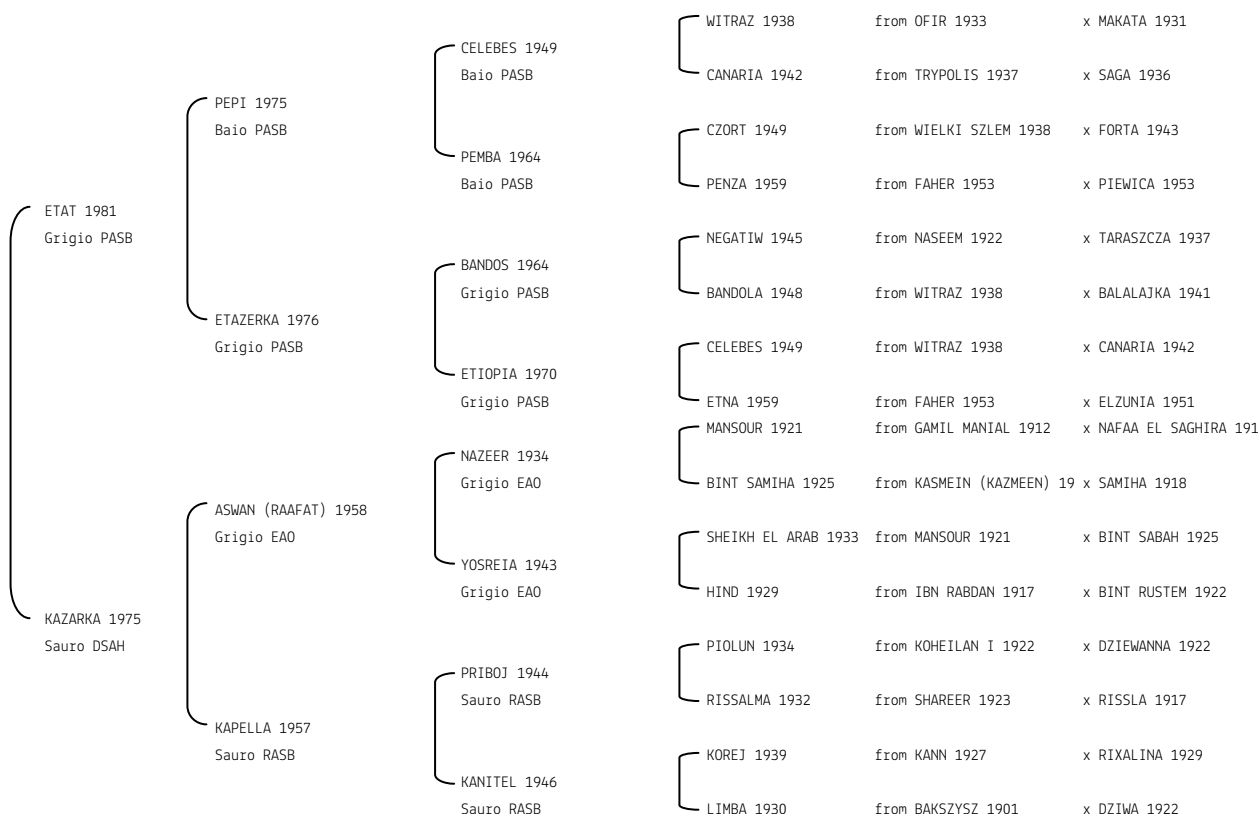 WITRAZ 1938 from OFIR 1933 x MAKATA 1931
CELEBES 1949
Baio PASB
CANARIA 1942 from TRYPOLIS 1937 x SAGA 1936
PEPI 1975
Baio PASB
CZORT 1949 from WIELKI SZLEM 1938 x FORTA 1943
PEMBA 1964
Baio PASB
PENZA 1959 from FAHER 1953 x PIEWICA 1953
ETAT 1981
Grigio PASB
NEGATIW 1945 from NASEEM 1922 x TARASZCZA 1937
BANDOS 1964
Grigio PASB
BANDOLA 1948 from WITRAZ 1938 x BALALAJKA 1941
ETAZERKA 1976
Grigio PASB
CELEBES 1949 from WITRAZ 1938 x CANARIA 1942
ETIOPIA 1970
Grigio PASB
ETNA 1959 from FAHER 1953 x ELZUNIA 1951
MANSOUR 1921 from GAMIL MANIAL 1912 x NAFAA EL SAGHIRA 191
NAZEER 1934
Grigio EAO
BINT SAMIHA 1925 from KASMEIN (KAZMEEN) 19 x SAMIHA 1918
ASWAN (RAAFAT) 1958
Grigio EAO
SHEIKH EL ARAB 1933 from MANSOUR 1921 x BINT SABAH 1925
YOSREIA 1943
Grigio EAO
HIND 1929 from IBN RABDAN 1917 x BINT RUSTEM 1922
KAZARKA 1975
Sauro DSAH
PIOLUN 1934 from KOHEILAN I 1922 x DZIEWANNA 1922
PRIBOJ 1944
Sauro RASB
RISSALMA 1932 from SHAREER 1923 x RISSLA 1917
KAPELLA 1957
Sauro RASB
KOREJ 1939 from KANN 1927 x RIXALINA 1929
KANITEL 1946
Sauro RASB
LIMBA 1930 from BAKSZYSZ 1901 x DZIWA 1922